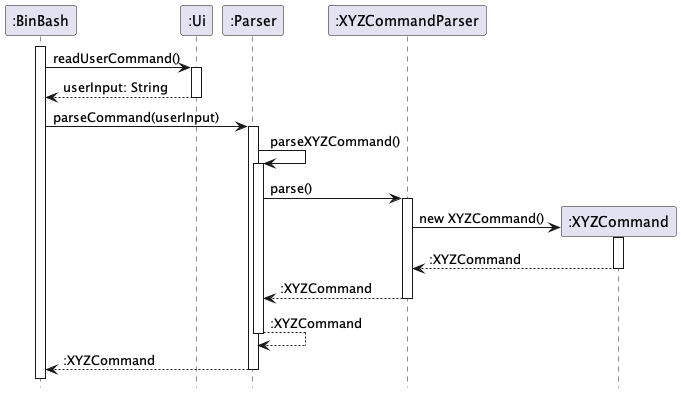 :BinBash
:Ui
:Parser
:XYZCommandParser
readUserCommand()
userInput: String
parseCommand(userInput)
parseXYZCommand()
parse()
new XYZCommand()
:XYZCommand
:XYZCommand
:XYZCommand
:XYZCommand
:XYZCommand